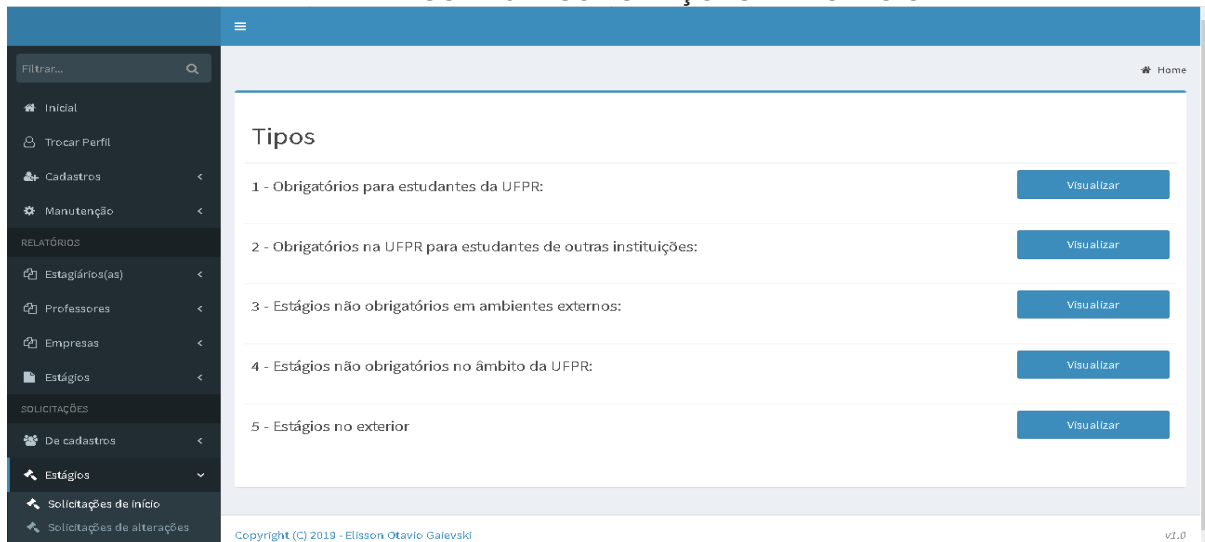 Filtrar...
Home
Inicial
Trocar Perfil
Cadastros
Manutenção
RELATÓRIOS
Estagiários(as)
Professores
Empresas
Estágios
SOLICITAÇÕES
De cadastros
Estágios
Solicitações de início
Solicitações de alterações
Tipos
1 - Obrigatórios para estudantes da UFPR:
Visualizar
2 - Obrigatórios na UFPR para estudantes de outras instituições:
Visualizar
3 - Estágios não obrigatórios em ambientes externos:
Visualizar
4 - Estágios não obrigatórios no âmbito da UFPR:
Visualizar
5 - Estágios no exterior
Visualizar
Copyright (C) 2019 - Elisson Otavio Gaievski
v1.0